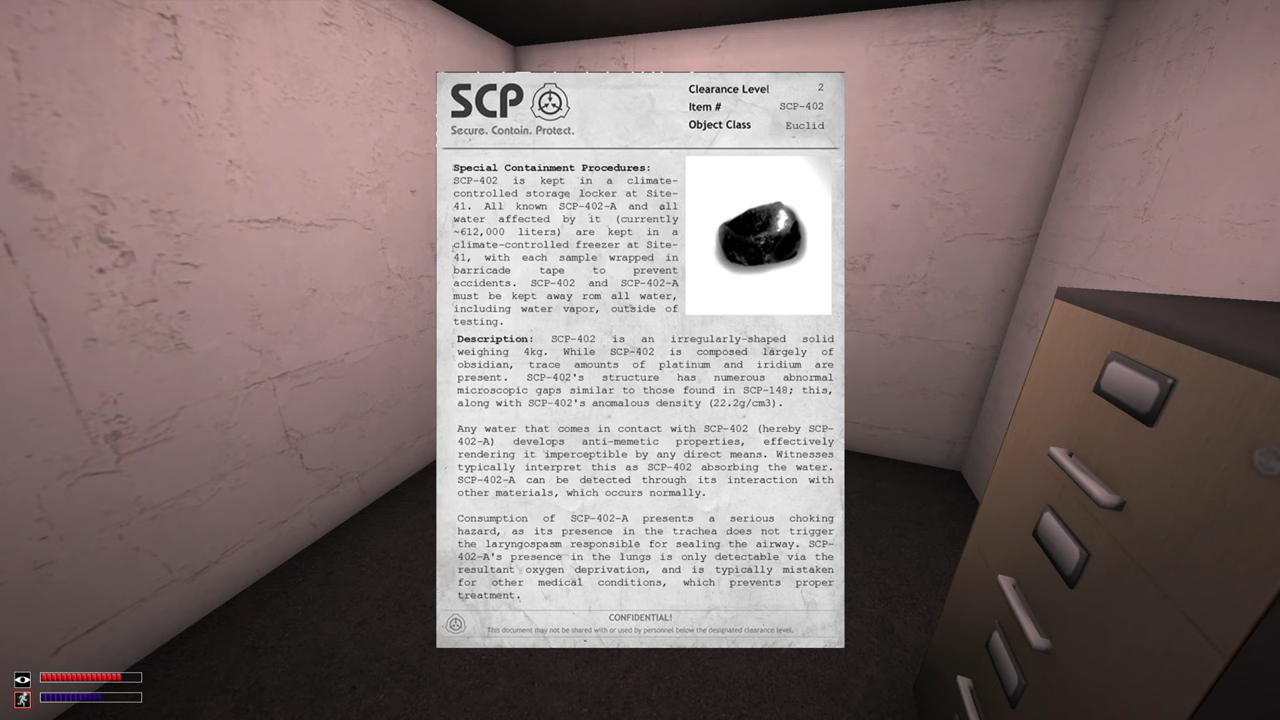 SCP
Secure. Contain. Protect.
Clearance Level 2
Item # SCP-402
Object Class Euclid
Special Containment Procedures:
SCP-402 is kept in a climate-
controlled storage locker at Site-
41. All known SCP-402-A and all
water affected by it (currently
~612,000 liters) are kept in a
climate-controlled freezer at Site-
41, with each sample wrapped in
barricade tape to prevent
accidents. SCP-402 and SCP-402-A
must be kept away rom all water,
including water vapor, outside of
testing.
Description: SCP-402 is an irregularly-shaped solid
weighing 4kg. While SCP-402 is composed largely of
obsidian, trace amounts of platinum and iridium are
present. SCP-402's structure has numerous abnormal
microscopic gaps similar to those found in SCP-148; this,
along with SCP-402's anomalous density (22.2g/cm3).
Any water that comes in contact with SCP-402 (hereby SCP-
402-A) develops anti-memetic properties, effectively
rendering it imperceptible by any direct means. Witnesses
typically interpret this as SCP-402 absorbing the water.
SCP-402-A can be detected through its interaction with
other materials, which occurs normally.
Consumption of SCP-402-A presents a serious choking
hazard, as its presence in the trachea does not trigger
the laryngospasm responsible for sealing the airway. SCP-
402-A's presence in the lungs is only detectable via the
resultant oxygen deprivation, and is typically mistaken
for other medical conditions, which prevents proper
treatment.
CONFIDENTIAL!
This document may not be shared with or used by personnel below the designated clearance level.